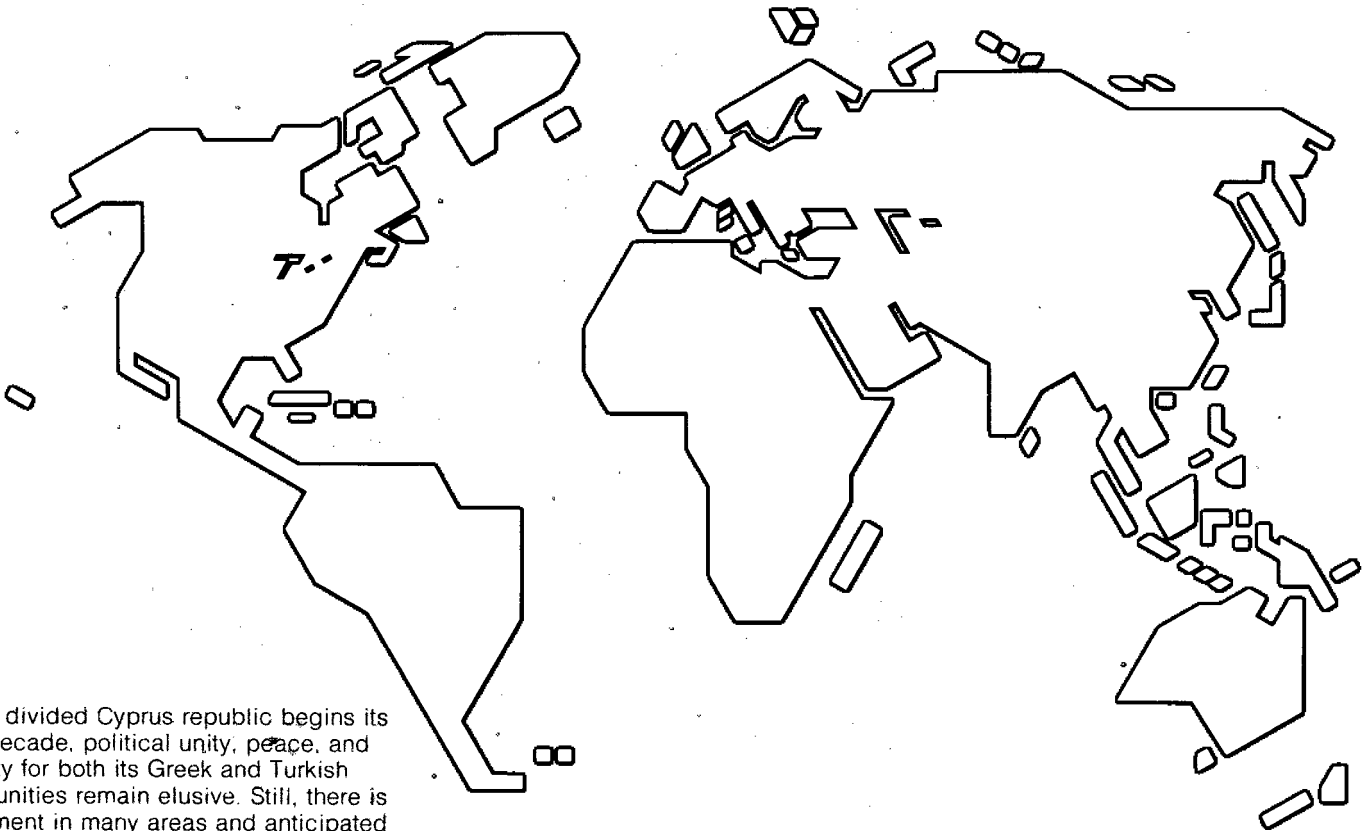 divided Cyprus republic begins its
ecade, political unity, peace, and
y for both its Greek and Turkish
unities remain elusive. Still, there is
ment in many areas and anticipated